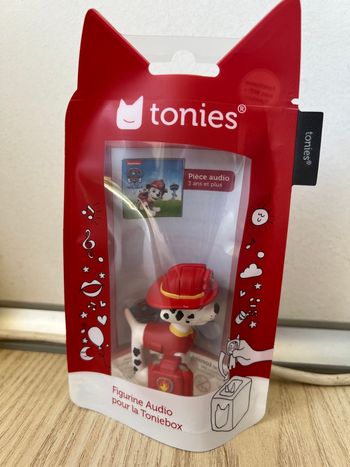 tonies®
tonies®
Pièce audio
3 ans et plus
Figurine Audio
pour la Toniebox